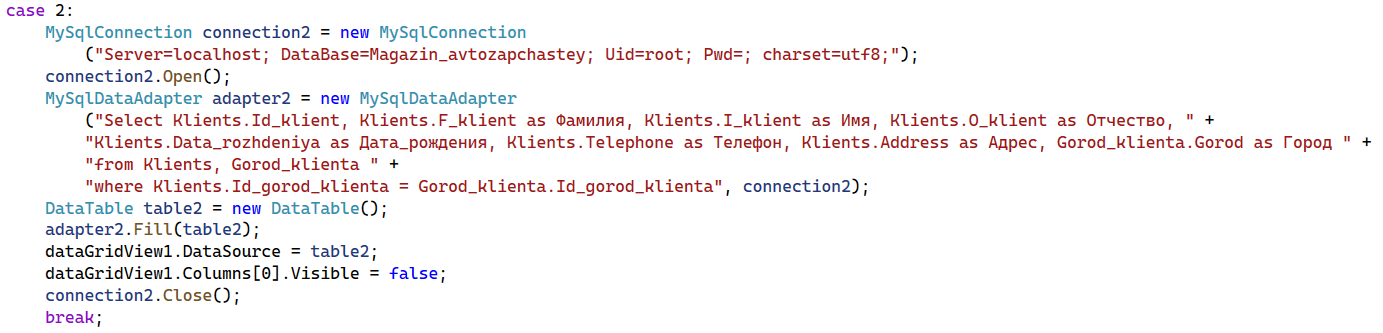 case 2:
    MySqlConnection connection2 = new MySqlConnection
        ("Server=localhost; DataBase=Magazin_avtozapchastey; Uid=root; Pwd=; charset=utf8;");
    connection2.Open();
    MySqlDataAdapter adapter2 = new MySqlDataAdapter
        ("Select Klients.Id_klient, Klients.F_klient as Фамилия, Klients.I_klient as Имя, Klients.O_klient as Отчество, " +
        "Klients.Data_rozhdeniya as Дата_рождения, Klients.Telephone as Телефон, Klients.Address as Адрес, Gorod_klienta.Gorod as Город " +
        "from Klients, Gorod_klienta " +
        "where Klients.Id_gorod_klienta = Gorod_klienta.Id_gorod_klienta", connection2);
    DataTable table2 = new DataTable();
    adapter2.Fill(table2);
    dataGridView1.DataSource = table2;
    dataGridView1.Columns[0].Visible = false;
    connection2.Close();
    break;